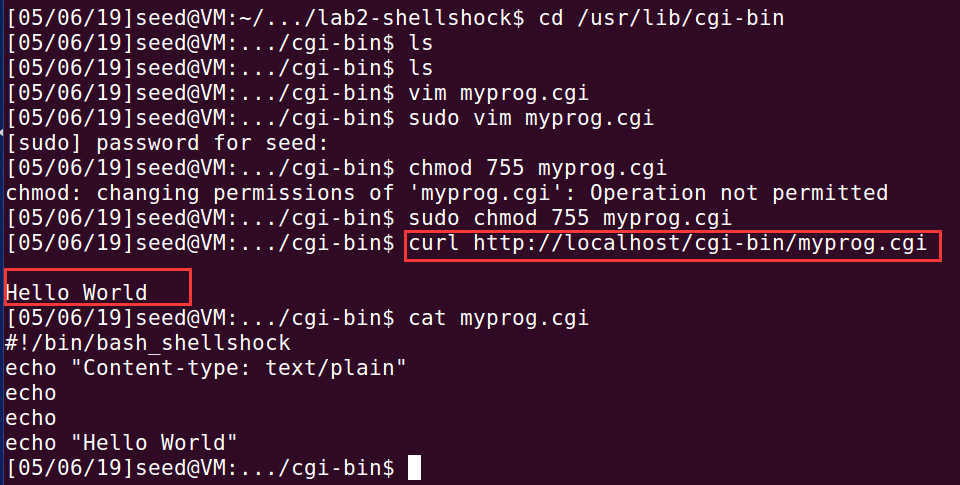 [05/06/19]seed@VM:~/.../lab2-shellshock$ cd /usr/lib/cgi-bin
[05/06/19]seed@VM:.../cgi-bin$ ls
[05/06/19]seed@VM:.../cgi-bin$ ls
[05/06/19]seed@VM:.../cgi-bin$ vim myprog.cgi
[05/06/19]seed@VM:.../cgi-bin$ sudo vim myprog.cgi
[sudo] password for seed:
[05/06/19]seed@VM:.../cgi-bin$ chmod 755 myprog.cgi
chmod: changing permissions of 'myprog.cgi': Operation not permitted
[05/06/19]seed@VM:.../cgi-bin$ sudo chmod 755 myprog.cgi
[05/06/19]seed@VM:.../cgi-bin$ curl http://localhost/cgi-bin/myprog.cgi
Hello World
[05/06/19]seed@VM:.../cgi-bin$ cat myprog.cgi
#!/bin/bash_shellshock
echo "Content-type: text/plain"
echo
echo
echo "Hello World"
[05/06/19]seed@VM:.../cgi-bin$